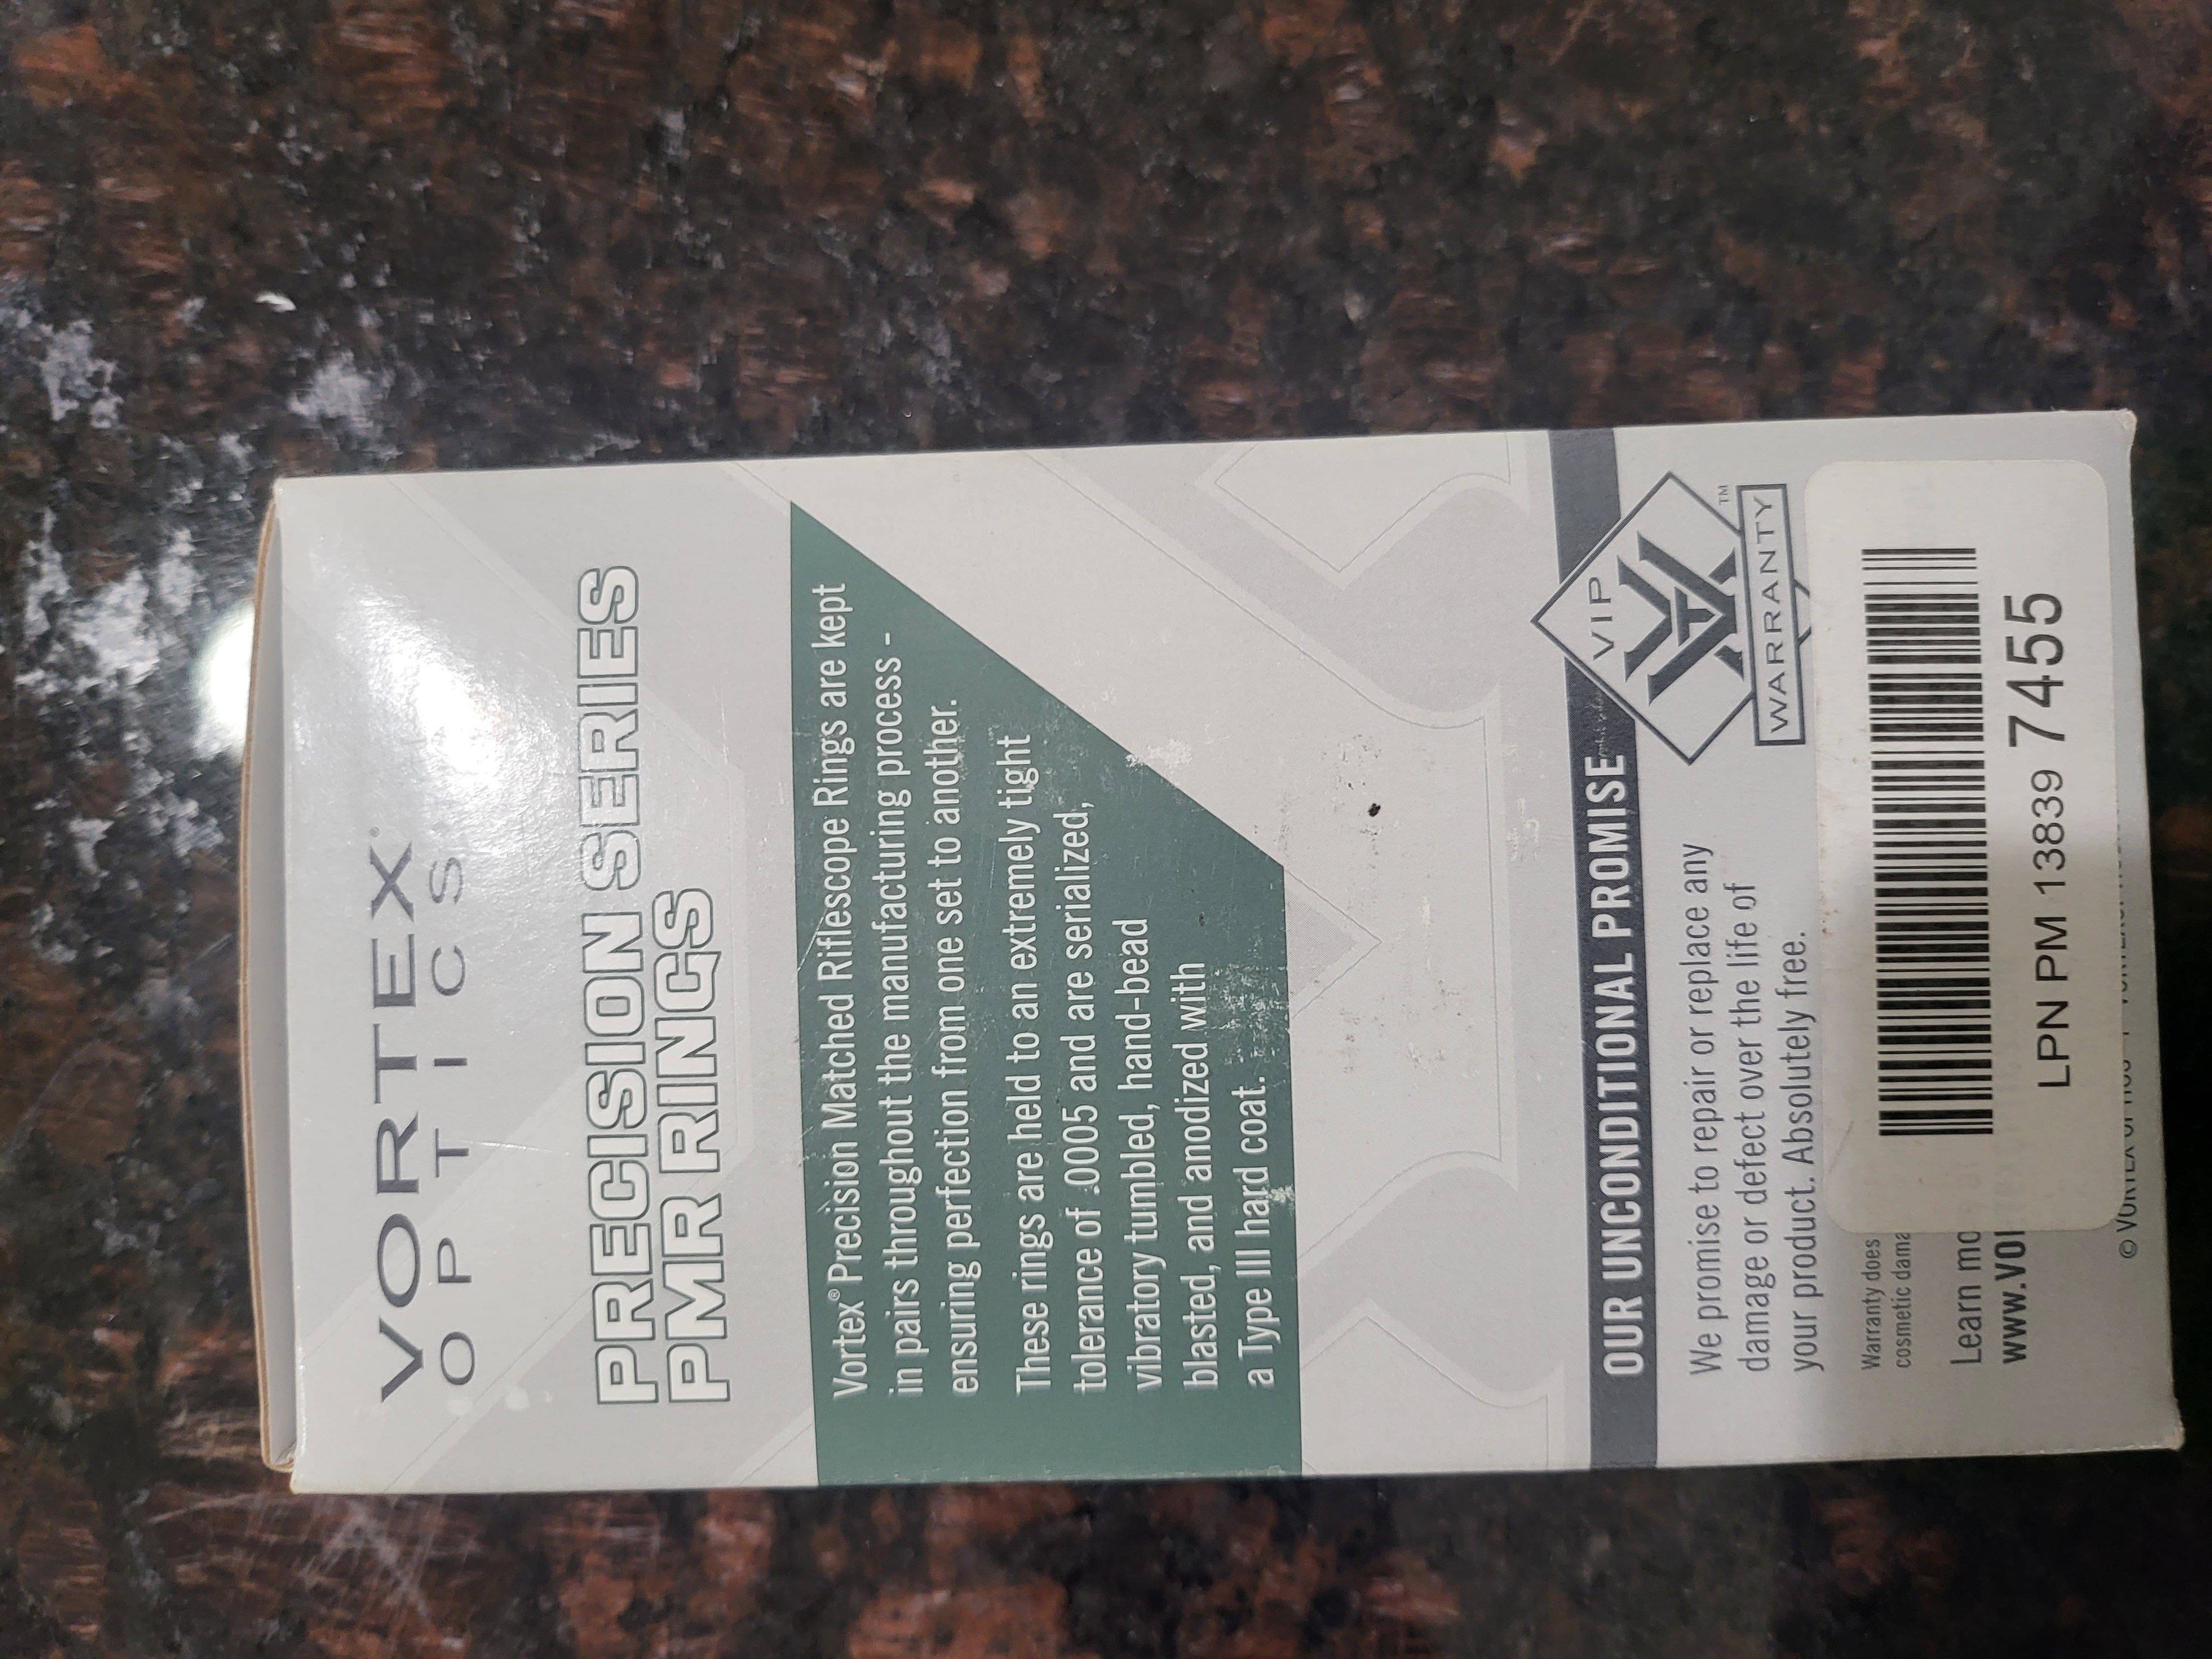 VORTEX®
OPTICS
PRECISION SERIES
PMR RINGS
Vortex® Precision Matched Riflescope Rings are kept
in pairs throughout the manufacturing process -
ensuring perfection from one set to another.
These rings are held to an extremely tight
tolerance of .0005 and are serialized,
vibratory tumbled, hand-bead
blasted, and anodized with
a Type III hard coat.
OUR UNCONDITIONAL PROMISE
VIP
WARRANTY
™
We promise to repair or replace any
damage or defect over the life of
your product. Absolutely free.
Warranty does
cosmetic dama
Learn mo
www.vor
LPN PM 13839 7455
©